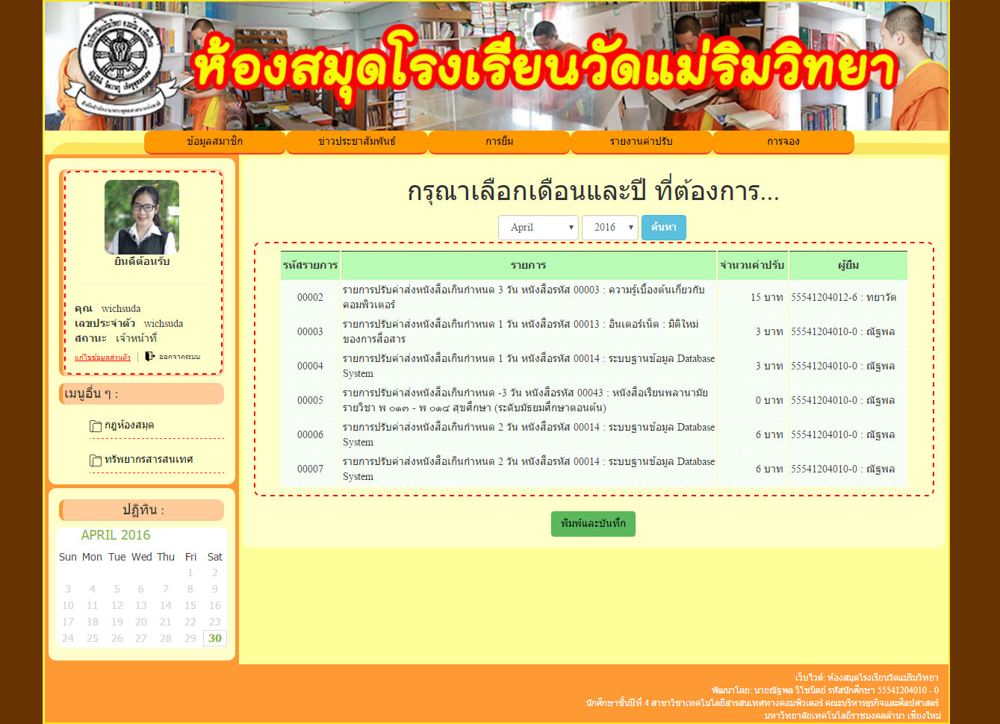 ห้องสมุดโรงเรียนวัดแม่ริมวิทยา
ข้อมูลสมาชิก ข่าวประชาสัมพันธ์ การยืม รายงานค่าปรับ การจอง
ยินดีต้อนรับ
คุณ wichsuda
เลขประจำตัว wichsuda
สถานะ เจ้าหน้าที่
แก้ไขข้อมูลส่วนตัว | ออกจากระบบ
เมนูอื่น ๆ :
กฎห้องสมุด
ทรัพยากรสารสนเทศ
ปฏิทิน :
APRIL 2016
Sun Mon Tue Wed Thu Fri Sat
1 2
3 4 5 6 7 8 9
10 11 12 13 14 15 16
17 18 19 20 21 22 23
24 25 26 27 28 29 30
กรุณาเลือกเดือนและปี ที่ต้องการ...
April 2016 ค้นหา
รหัสรายการ รายการ จำนวนค่าปรับ ผู้ยืม
00002 รายการปรับค่าส่งหนังสือเกินกำหนด 3 วัน หนังสือรหัส 00003 : ความรู้เบื้องต้นเกี่ยวกับ 15 บาท 55541204012-6 : ทยาวัต
คอมพิวเตอร์
00003 รายการปรับค่าส่งหนังสือเกินกำหนด 1 วัน หนังสือรหัส 00013 : อินเตอร์เน็ต : มิติใหม่ 3 บาท 55541204010-0 : ณัฐพล
ของการสื่อสาร
00004 รายการปรับค่าส่งหนังสือเกินกำหนด 1 วัน หนังสือรหัส 00014 : ระบบฐานข้อมูล Database 3 บาท 55541204010-0 : ณัฐพล
System
00005 รายการปรับค่าส่งหนังสือเกินกำหนด -3 วัน หนังสือรหัส 00043 : หนังสือเรียนพลานามัย 0 บาท 55541204010-0 : ณัฐพล
รายวิชา พ ๐๑๓ - พ ๐๑๔ สุขศึกษา (ระดับมัธยมศึกษาตอนต้น)
00006 รายการปรับค่าส่งหนังสือเกินกำหนด 2 วัน หนังสือรหัส 00014 : ระบบฐานข้อมูล Database 6 บาท 55541204010-0 : ณัฐพล
System
00007 รายการปรับค่าส่งหนังสือเกินกำหนด 2 วัน หนังสือรหัส 00014 : ระบบฐานข้อมูล Database 6 บาท 55541204010-0 : ณัฐพล
System
พิมพ์และบันทึก
เว็บไวต์: ห้องสมุดโรงเรียนวัดแมริมวิทยา
พัฒนาโดย: นายณัฐพล วิโชนิตย์ รหัสนักศึกษา 55541204010 - 0
นักศึกษาชั้นปีที่ 4 สาขาวิชาเทคโนโลยีสารสนเทศทางคอมพิวเตอร์ คณะบริหารธุรกิจและศิลปศาสตร์
มหาวิทยาลัยเทคโนโลยีราชมงคลล้านา เชียงใหม่